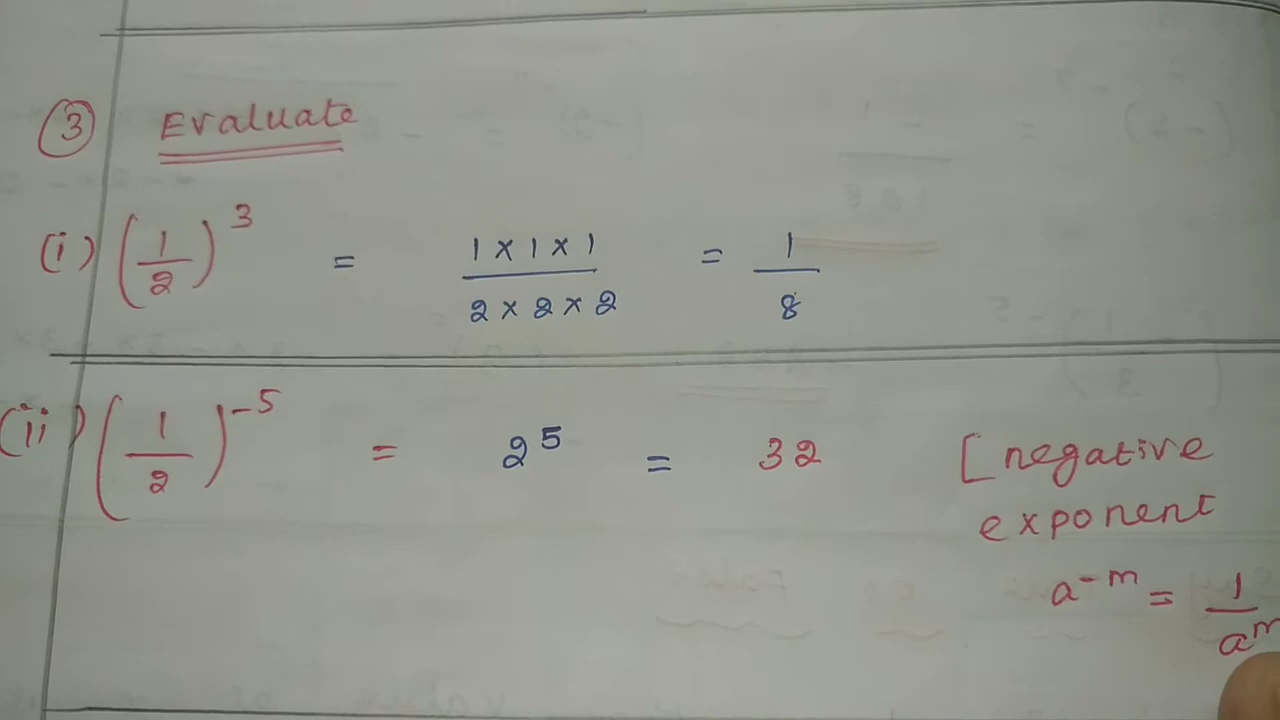 ③ Evaluate
(i) (1/2)^3 = 1 × 1 × 1 / 2 × 2 × 2 = 1/8
(ii) (1/2)^-5 = 2^5 = 32 [negative
exponent
a^-m = 1/a^m